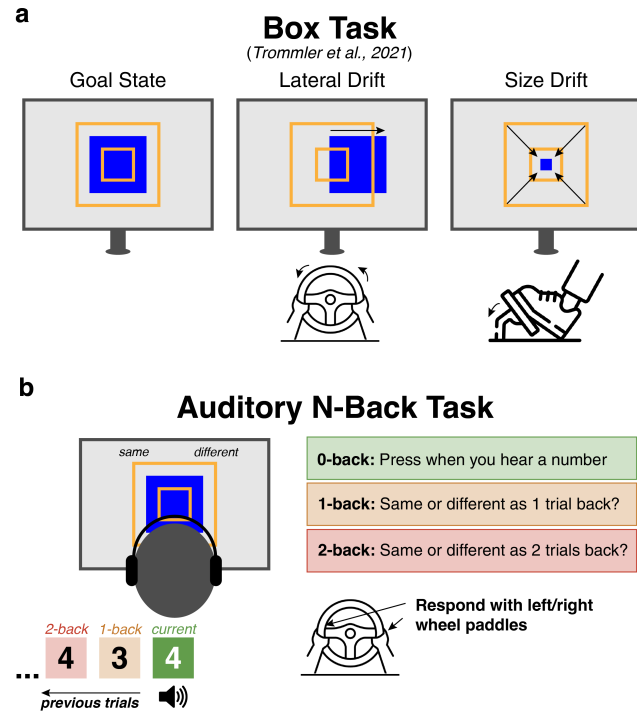 a
Box Task
(Trommler et al., 2021)
Goal State
Lateral Drift
Size Drift
b
Auditory N-Back Task
same
different
0-back: Press when you hear a number
1-back: Same or different as 1 trial back?
2-back: Same or different as 2 trials back?
Respond with left/right
wheel paddles
2-back
1-back
current
... 4 3 4
previous trials